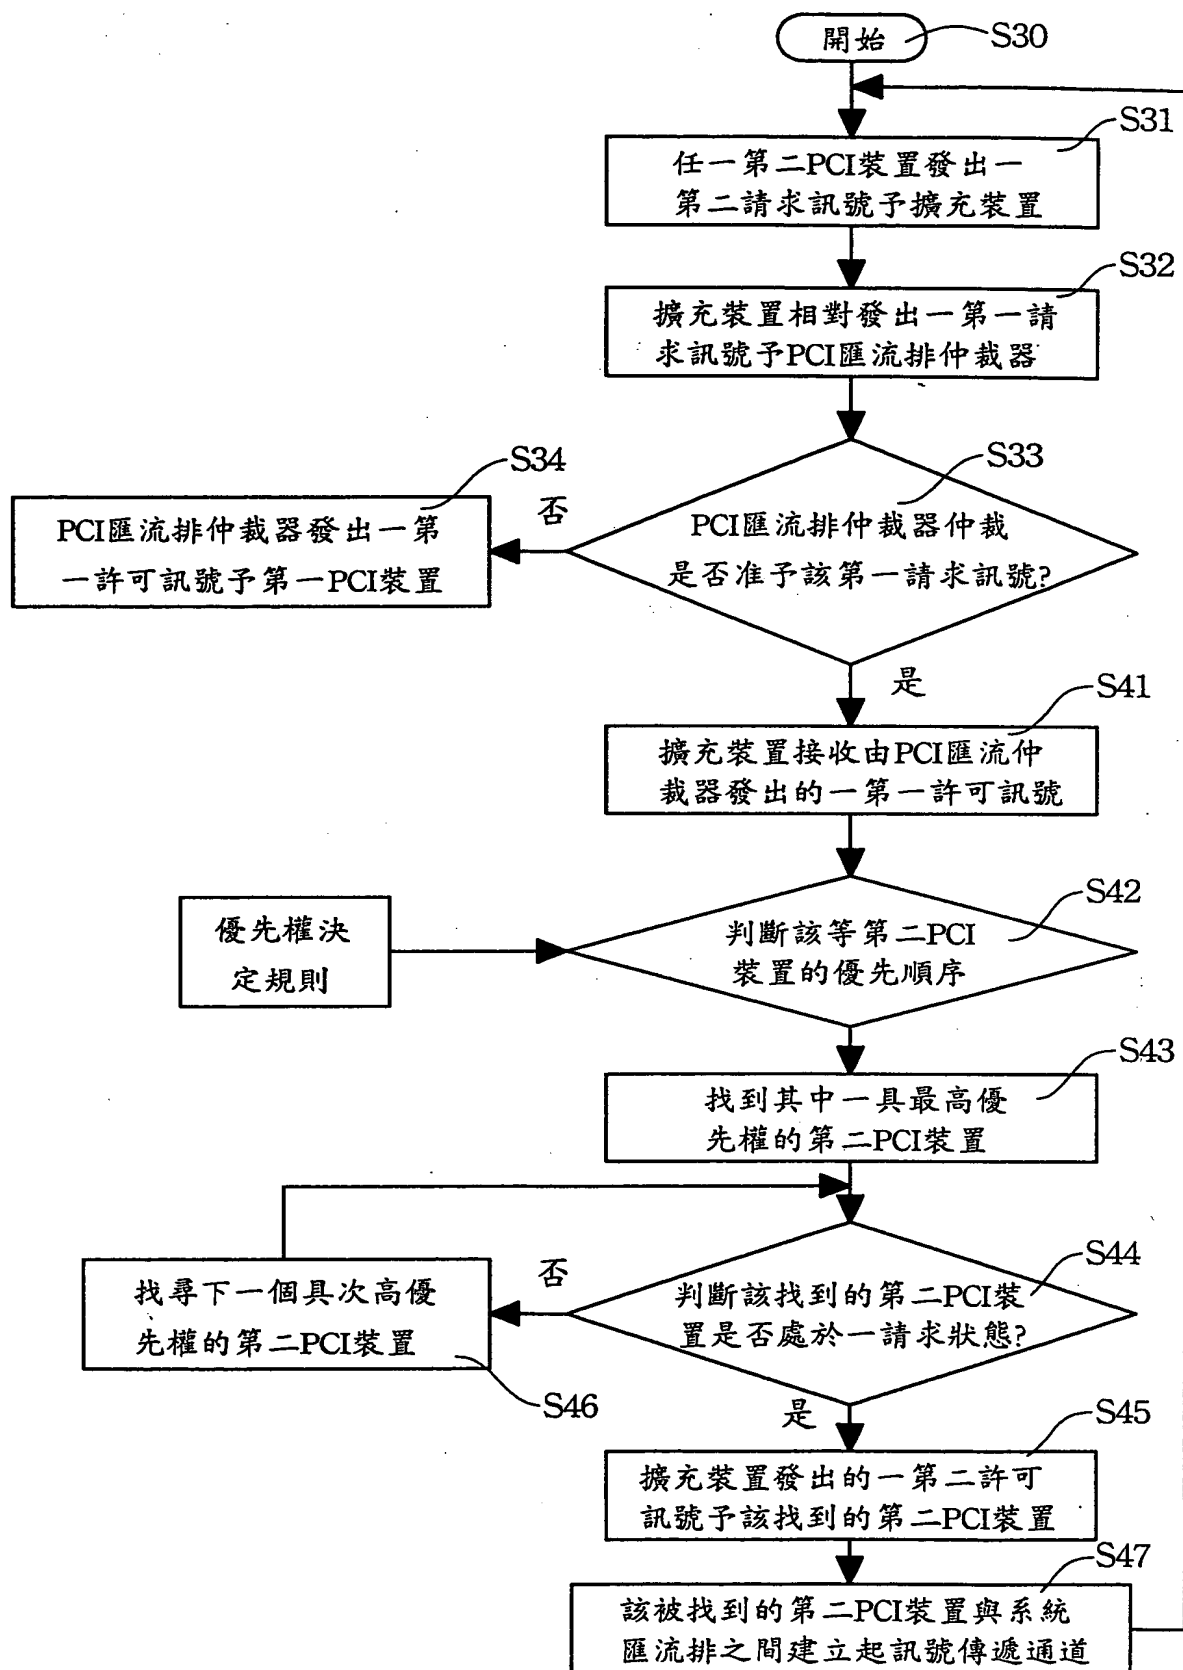 開始
S30
S31
任一第二PCI裝置發出一
第二請求訊號予擴充裝置
S32
擴充裝置相對發出一第一請
求訊號予PCI匯流排仲裁器
S33
PCI匯流排仲裁器仲裁
是否准予該第一請求訊號?
否
S34
PCI匯流排仲裁器發出一第
一許可訊號予第一PCI裝置
是
S41
擴充裝置接收由PCI匯流仲
裁器發出的一第一許可訊號
S42
判斷該等第二PCI
裝置的優先順序
優先權決
定規則
S43
找到其中一具最高優
先權的第二PCI裝置
S44
判斷該找到的第二PCI裝
置是否處於一請求狀態?
否
找尋下一個具次高優
先權的第二PCI裝置
S46
是
S45
擴充裝置發出的一第二許可
訊號予該找到的第二PCI裝置
S47
該被找到的第二PCI裝置與系統
匯流排之間建立起訊號傳遞通道